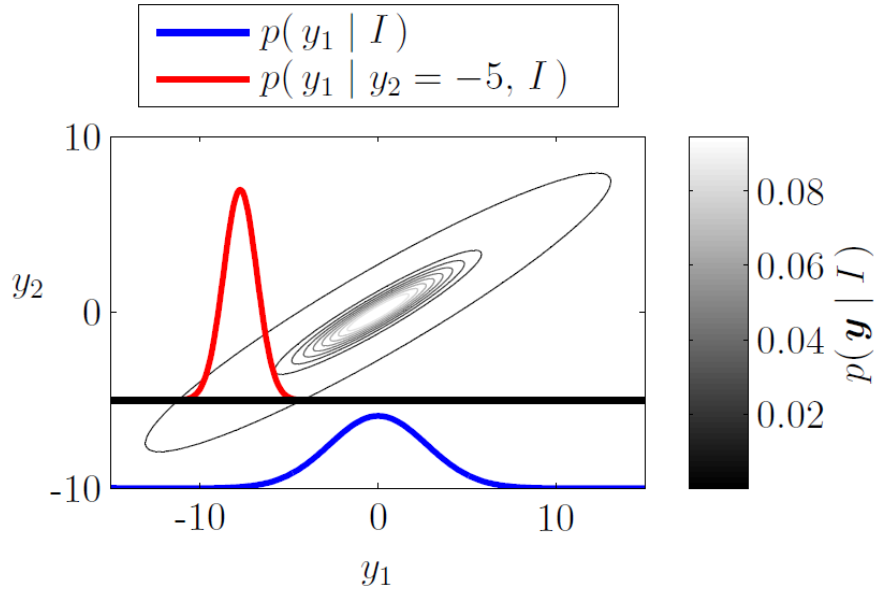 p( y₁ | I )
p( y₁ | y₂ = −5, I )
10
0
-10
y₂
-10
0
10
y₁
0.08
0.06
0.04
0.02
p( y | I )